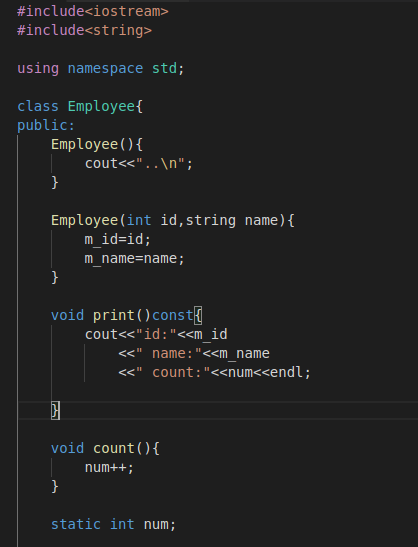 #include<iostream>
#include<string>
using namespace std;
class Employee{
public:
    Employee(){
        cout<<"..\n";
    }
    Employee(int id,string name){
        m_id=id;
        m_name=name;
    }
    void print()const{
        cout<<"id:"<<m_id
            <<" name:"<<m_name
            <<" count:"<<num<<endl;
    }
    void count(){
        num++;
    }
    static int num;